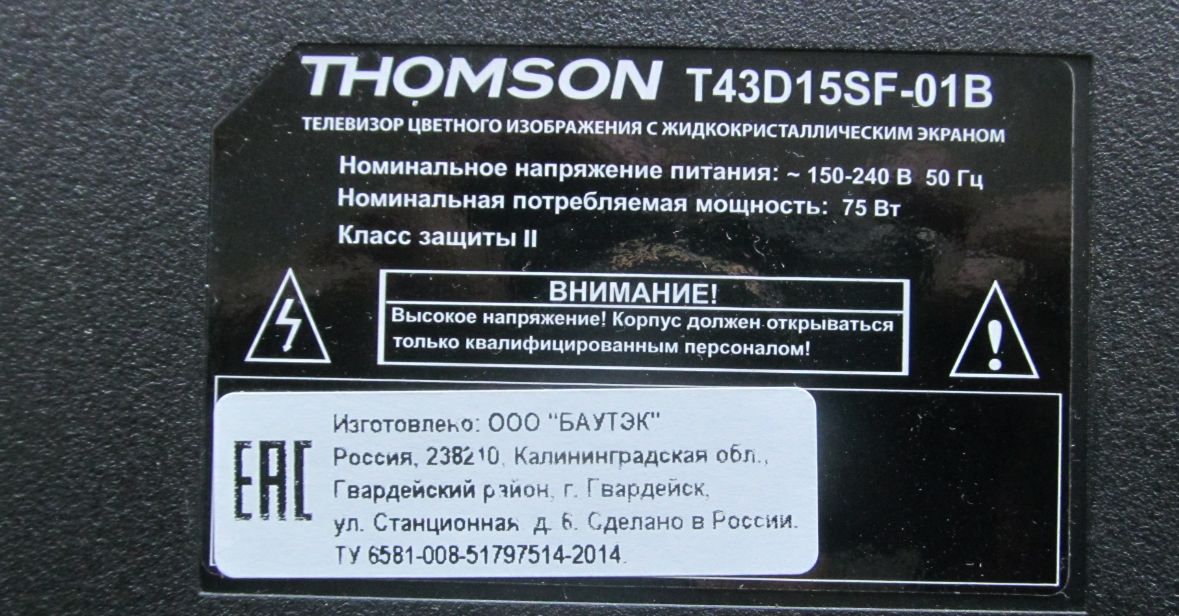 THOMSON T43D15SF-01B
ТЕЛЕВИЗОР ЦВЕТНОГО ИЗОБРАЖЕНИЯ С ЖИДКОКРИСТАЛЛИЧЕСКИМ ЭКРАНОМ
Номинальное напряжение питания: ~ 150-240 В 50 Гц
Номинальная потребляемая мощность: 75 Вт
Класс защиты II
ВНИМАНИЕ!
Высокое напряжение! Корпус должен открываться
только квалифицированным персоналом!
EAC
Изготовлено: ООО "БАУТЭК"
Россия, 238210, Калининградская обл.,
Гвардейский район, г. Гвардейск,
ул. Станционная д. 6. Сделано в России.
ТУ 6581-008-51797514-2014.